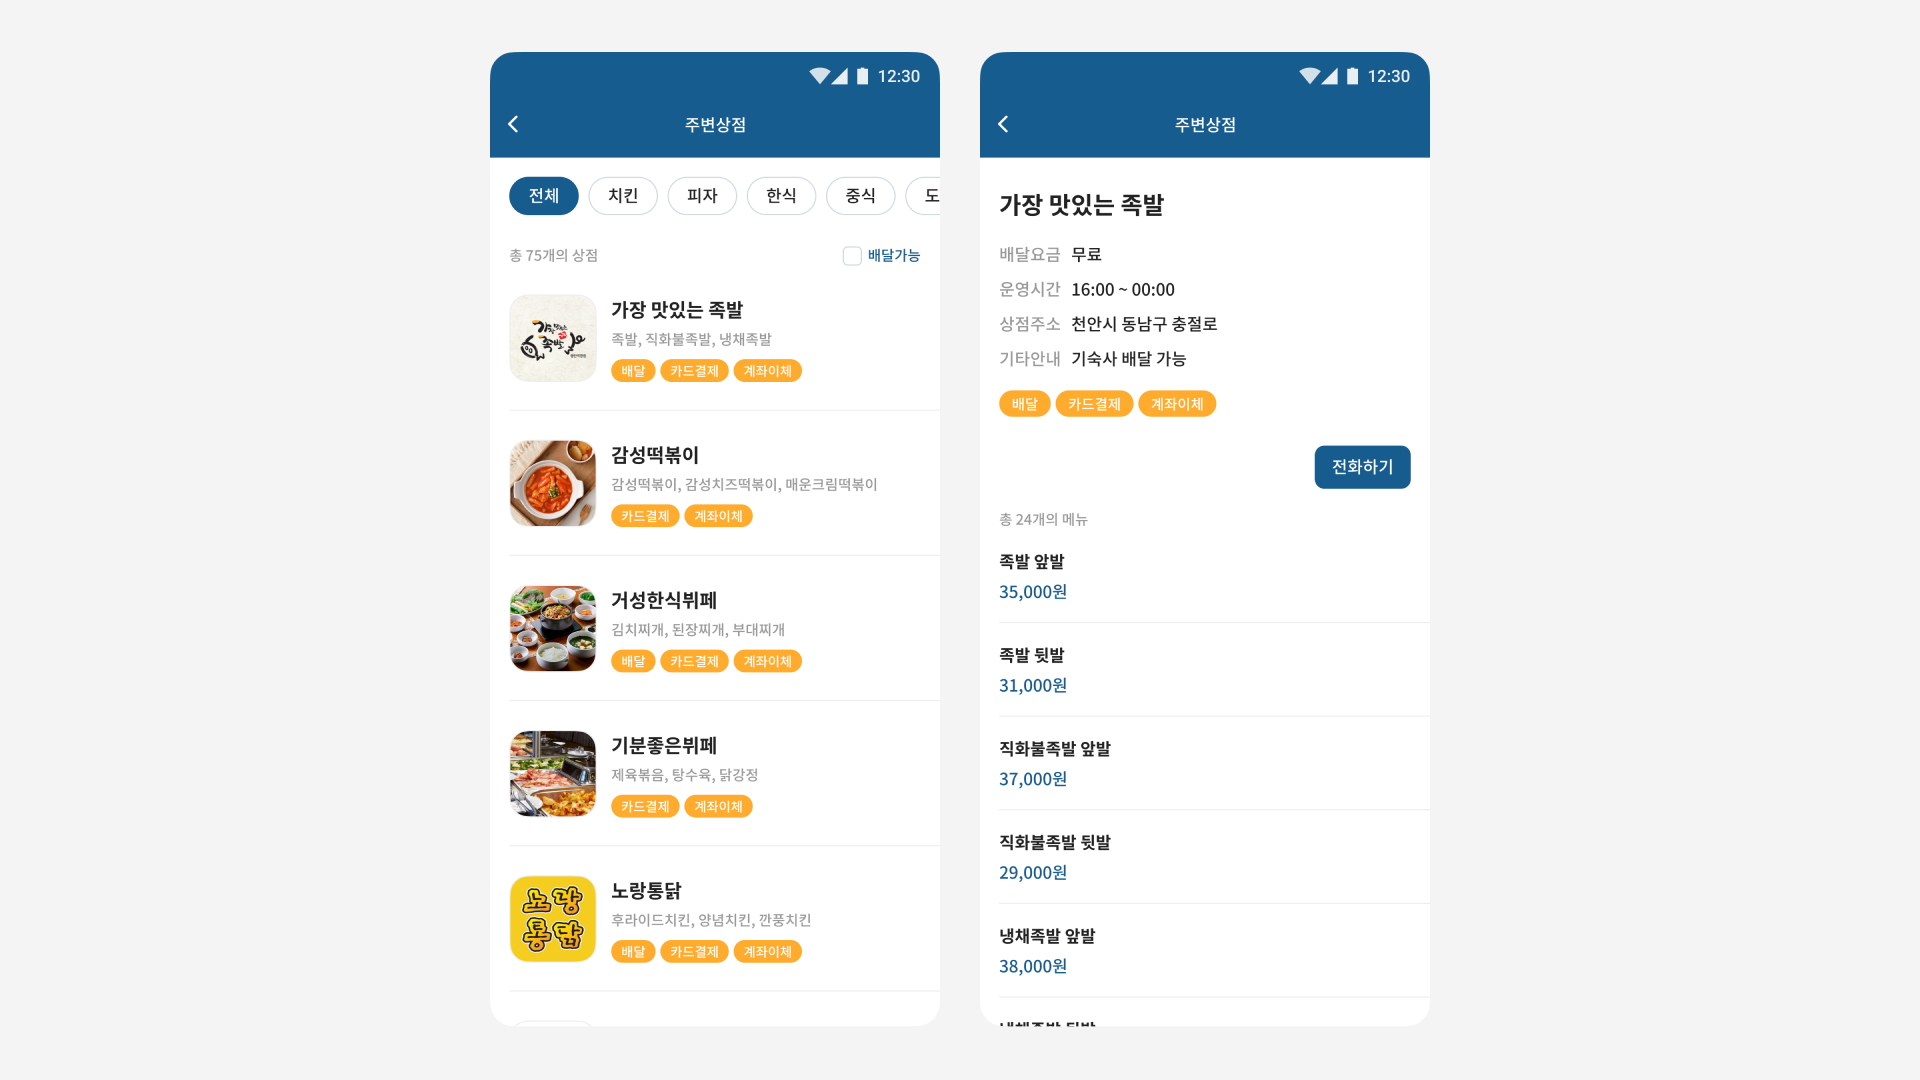 12:30
주변상점
전체 치킨 피자 한식 중식 도
총 75개의 상점 배달가능
가장 맛있는 족발
가장 맛있는 족발
족발, 직화불족발, 냉채족발
배달 카드결제 계좌이체
감성떡볶이
감성떡볶이, 감성치즈떡볶이, 매운크림떡볶이
카드결제 계좌이체
거성한식뷔페
김치찌개, 된장찌개, 부대찌개
배달 카드결제 계좌이체
기분좋은뷔페
제육볶음, 탕수육, 닭강정
카드결제 계좌이체
노랑
통닭
노랑통닭
후라이드치킨, 양념치킨, 깐풍치킨
배달 카드결제 계좌이체
12:30
주변상점
가장 맛있는 족발
배달요금 무료
운영시간 16:00 ~ 00:00
상점주소 천안시 동남구 충절로
기타안내 기숙사 배달 가능
배달 카드결제 계좌이체
전화하기
총 24개의 메뉴
족발 앞발
35,000원
족발 뒷발
31,000원
직화불족발 앞발
37,000원
직화불족발 뒷발
29,000원
냉채족발 앞발
38,000원